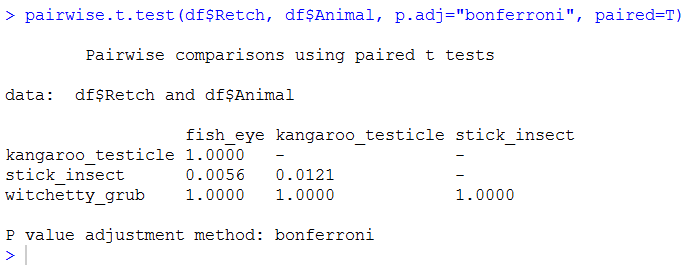 > pairwise.t.test(df$Retch, df$Animal, p.adj="bonferroni", paired=T)
Pairwise comparisons using paired t tests
data:  df$Retch and df$Animal
fish_eye kangaroo_testicle stick_insect
kangaroo_testicle 1.0000   -                 -
stick_insect      0.0056   0.0121            -
witchetty_grub    1.0000   1.0000            1.0000
P value adjustment method: bonferroni
>